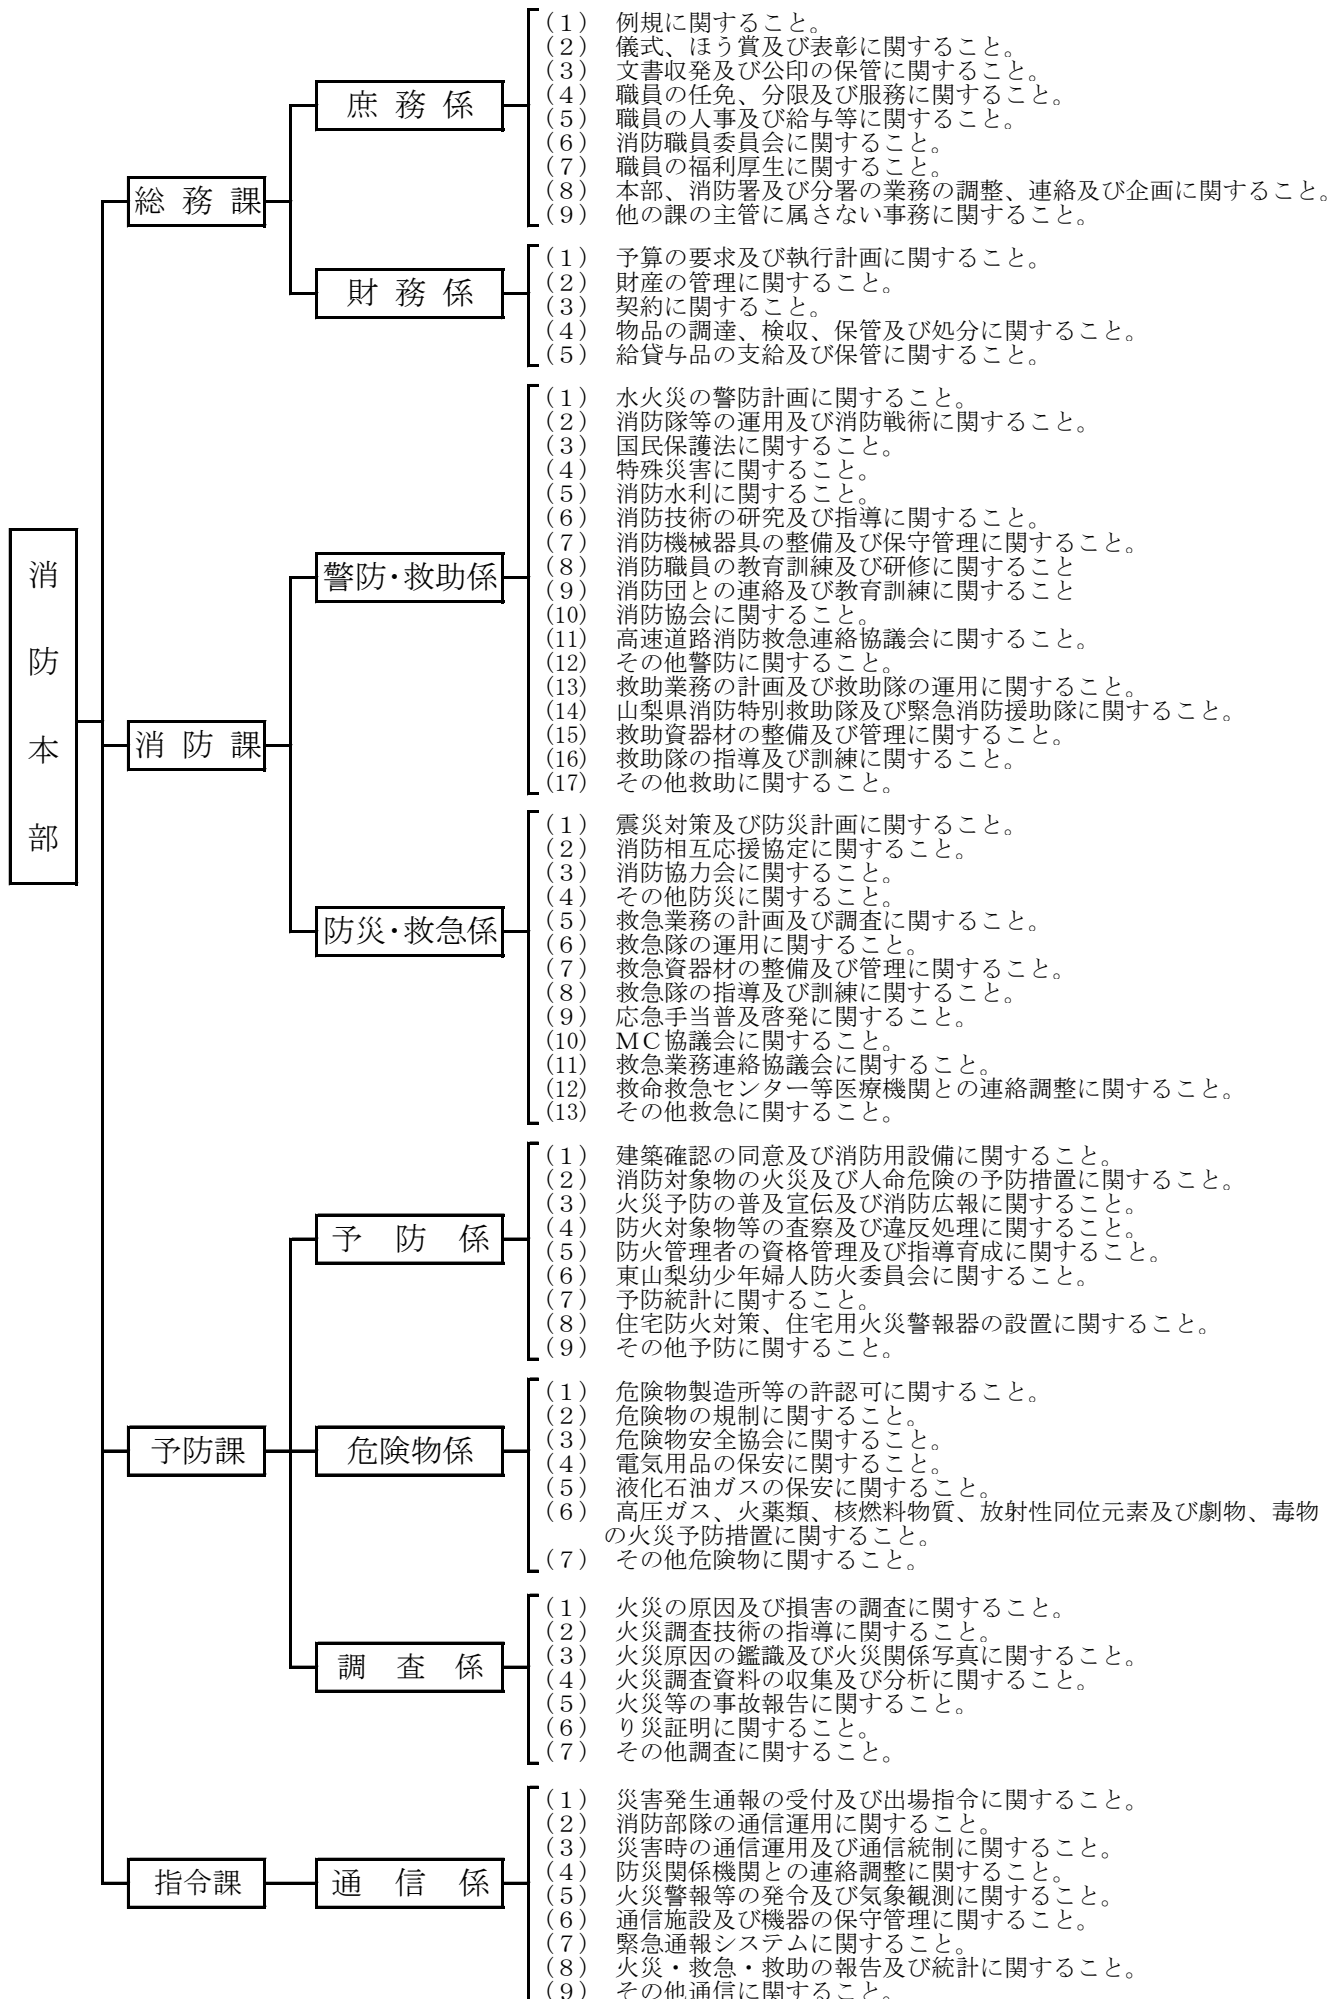 消防本部
総務課
庶務係
(1) 例規に関すること。
(2) 儀式、ほう賞及び表彰に関すること。
(3) 文書収発及び公印の保管に関すること。
(4) 職員の任免、分限及び服務に関すること。
(5) 職員の人事及び給与等に関すること。
(6) 消防職員委員会に関すること。
(7) 職員の福利厚生に関すること。
(8) 本部、消防署及び分署の業務の調整、連絡及び企画に関すること。
(9) 他の課の主管に属さない事務に関すること。
財務係
(1) 予算の要求及び執行計画に関すること。
(2) 財産の管理に関すること。
(3) 契約に関すること。
(4) 物品の調達、検収、保管及び処分に関すること。
(5) 給貸与品の支給及び保管に関すること。
消防課
警防・救助係
(1) 水火災の警防計画に関すること。
(2) 消防隊等の運用及び消防戦術に関すること。
(3) 国民保護法に関すること。
(4) 特殊災害に関すること。
(5) 消防水利に関すること。
(6) 消防技術の研究及び指導に関すること。
(7) 消防機械器具の整備及び保守管理に関すること。
(8) 消防職員の教育訓練及び研修に関すること
(9) 消防団との連絡及び教育訓練に関すること
(10) 消防協会に関すること。
(11) 高速道路消防救急連絡協議会に関すること。
(12) その他警防に関すること。
(13) 救助業務の計画及び救助隊の運用に関すること。
(14) 山梨県消防特別救助隊及び緊急消防援助隊に関すること。
(15) 救助資器材の整備及び管理に関すること。
(16) 救助隊の指導及び訓練に関すること。
(17) その他救助に関すること。
防災・救急係
(1) 震災対策及び防災計画に関すること。
(2) 消防相互応援協定に関すること。
(3) 消防協力会に関すること。
(4) その他防災に関すること。
(5) 救急業務の計画及び調査に関すること。
(6) 救急隊の運用に関すること。
(7) 救急資器材の整備及び管理に関すること。
(8) 救急隊の指導及び訓練に関すること。
(9) 応急手当普及啓発に関すること。
(10) MC協議会に関すること。
(11) 救急業務連絡協議会に関すること。
(12) 救命救急センター等医療機関との連絡調整に関すること。
(13) その他救急に関すること。
予防課
予防係
(1) 建築確認の同意及び消防用設備に関すること。
(2) 消防対象物の火災及び人命危険の予防措置に関すること。
(3) 火災予防の普及宣伝及び消防広報に関すること。
(4) 防火対象物等の査察及び違反処理に関すること。
(5) 防火管理者の資格管理及び指導育成に関すること。
(6) 東山梨幼少年婦人防火委員会に関すること。
(7) 予防統計に関すること。
(8) 住宅防火対策、住宅用火災警報器の設置に関すること。
(9) その他予防に関すること。
危険物係
(1) 危険物製造所等の許認可に関すること。
(2) 危険物の規制に関すること。
(3) 危険物安全協会に関すること。
(4) 電気用品の保安に関すること。
(5) 液化石油ガスの保安に関すること。
(6) 高圧ガス、火薬類、核燃料物質、放射性同位元素及び劇物、毒物
の火災予防措置に関すること。
(7) その他危険物に関すること。
調査係
(1) 火災の原因及び損害の調査に関すること。
(2) 火災調査技術の指導に関すること。
(3) 火災原因の鑑識及び火災関係写真に関すること。
(4) 火災調査資料の収集及び分析に関すること。
(5) 火災等の事故報告に関すること。
(6) り災証明に関すること。
(7) その他調査に関すること。
指令課
通信係
(1) 災害発生通報の受付及び出場指令に関すること。
(2) 消防部隊の通信運用に関すること。
(3) 災害時の通信運用及び通信統制に関すること。
(4) 防災関係機関との連絡調整に関すること。
(5) 火災警報等の発令及び気象観測に関すること。
(6) 通信施設及び機器の保守管理に関すること。
(7) 緊急通報システムに関すること。
(8) 火災・救急・救助の報告及び統計に関すること。
(9) その他通信に関すること。